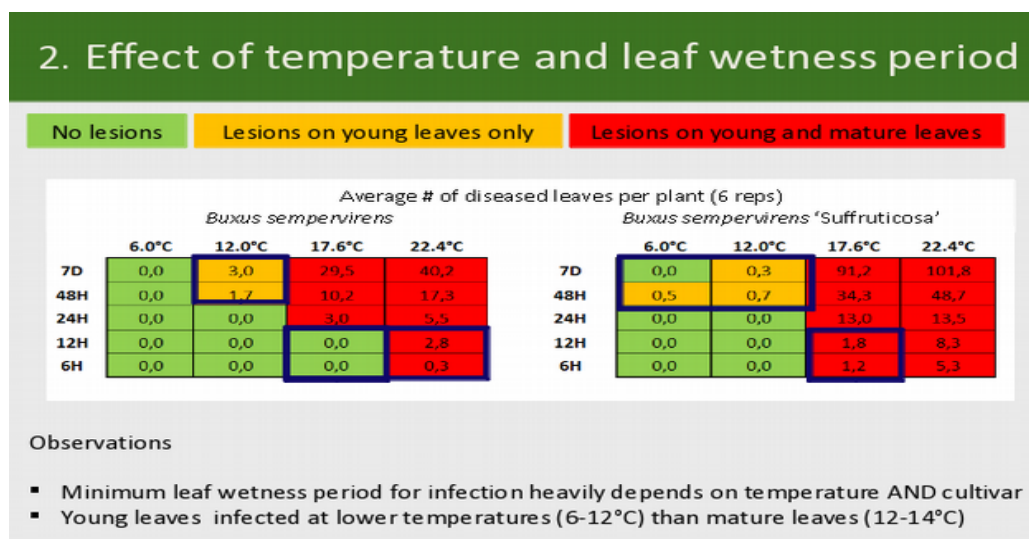 2. Effect of temperature and leaf wetness period
No lesions Lesions on young leaves only Lesions on young and mature leaves
Average # of diseased leaves per plant (6 reps)
Buxus sempervirens Buxus sempervirens ‘Suffruticosa’
6.0°C 12.0°C 17.6°C 22.4°C 6.0°C 12.0°C 17.6°C 22.4°C
7D 0,0 3,0 29,5 40,2 7D 0,0 0,3 91,2 101,8
48H 0,0 1,7 10,2 17,3 48H 0,5 0,7 34,3 48,7
24H 0,0 0,0 3,0 5,5 24H 0,0 0,0 13,0 13,5
12H 0,0 0,0 0,0 2,8 12H 0,0 0,0 1,8 8,3
6H 0,0 0,0 0,0 0,3 6H 0,0 0,0 1,2 5,3
Observations
▪ Minimum leaf wetness period for infection heavily depends on temperature AND cultivar
▪ Young leaves infected at lower temperatures (6-12°C) than mature leaves (12-14°C)